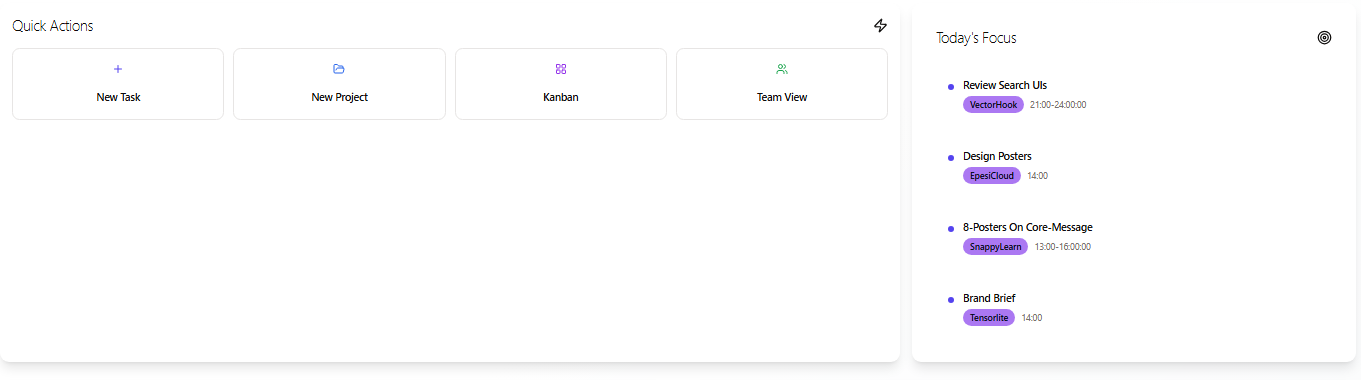 Quick Actions
New Task
New Project
Kanban
Team View
Today's Focus
Review Search UIs
VectorHook 21:00-24:00:00
Design Posters
EpesiCloud 14:00
8-Posters On Core-Message
SnappyLearn 13:00-16:00:00
Brand Brief
Tensorlite 14:00